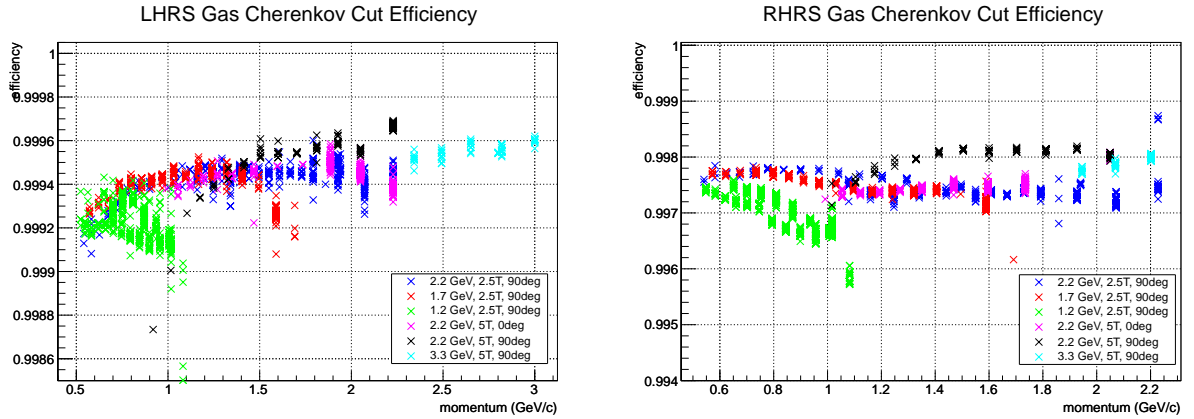 LHRS Gas Cherenkov Cut Efficiency
efficiency
1
0.9998
0.9996
0.9994
0.9992
0.999
0.9988
0.9986
0.5
1
1.5
2
2.5
3
momentum (GeV/c)
2.2 GeV, 2.5T, 90deg
1.7 GeV, 2.5T, 90deg
1.2 GeV, 2.5T, 90deg
2.2 GeV, 5T, 0deg
2.2 GeV, 5T, 90deg
3.3 GeV, 5T, 90deg
RHRS Gas Cherenkov Cut Efficiency
efficiency
1
0.999
0.998
0.997
0.996
0.995
0.994
0.6
0.8
1
1.2
1.4
1.6
1.8
2
2.2
momentum (GeV/c)
2.2 GeV, 2.5T, 90deg
1.7 GeV, 2.5T, 90deg
1.2 GeV, 2.5T, 90deg
2.2 GeV, 5T, 0deg
2.2 GeV, 5T, 90deg
3.3 GeV, 5T, 90deg